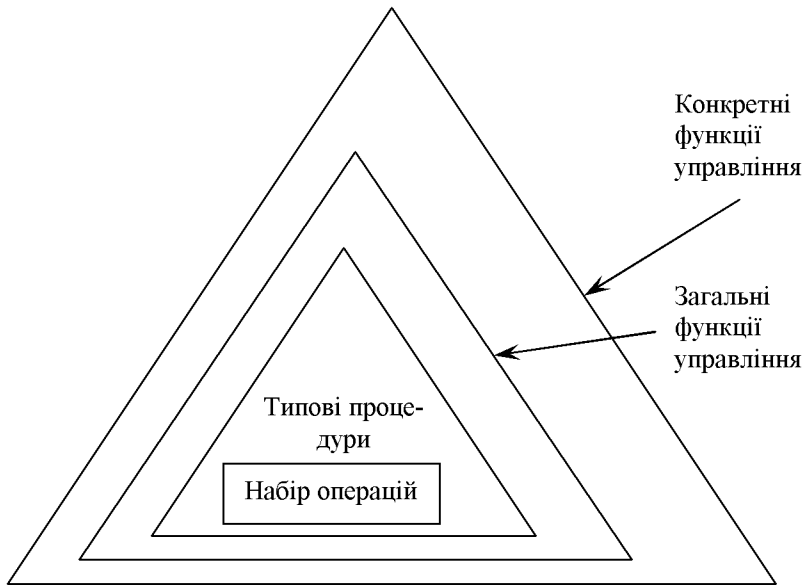 Конкретні
функції
управління
Загальні
функції
управління
Типові проце-
дури
Набір операцій